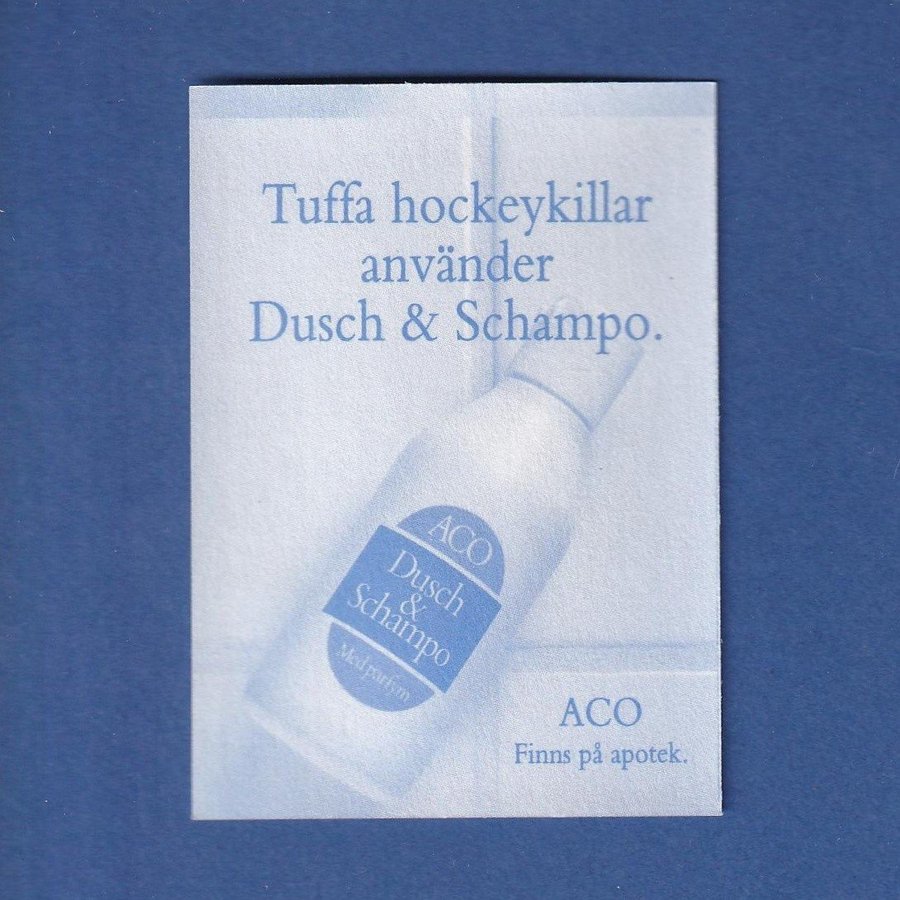 Tuffa hockeykillar
använder
Dusch & Schampo.
ACO
Dusch
&
Schampo
Med parfym
ACO
Finns på apotek.